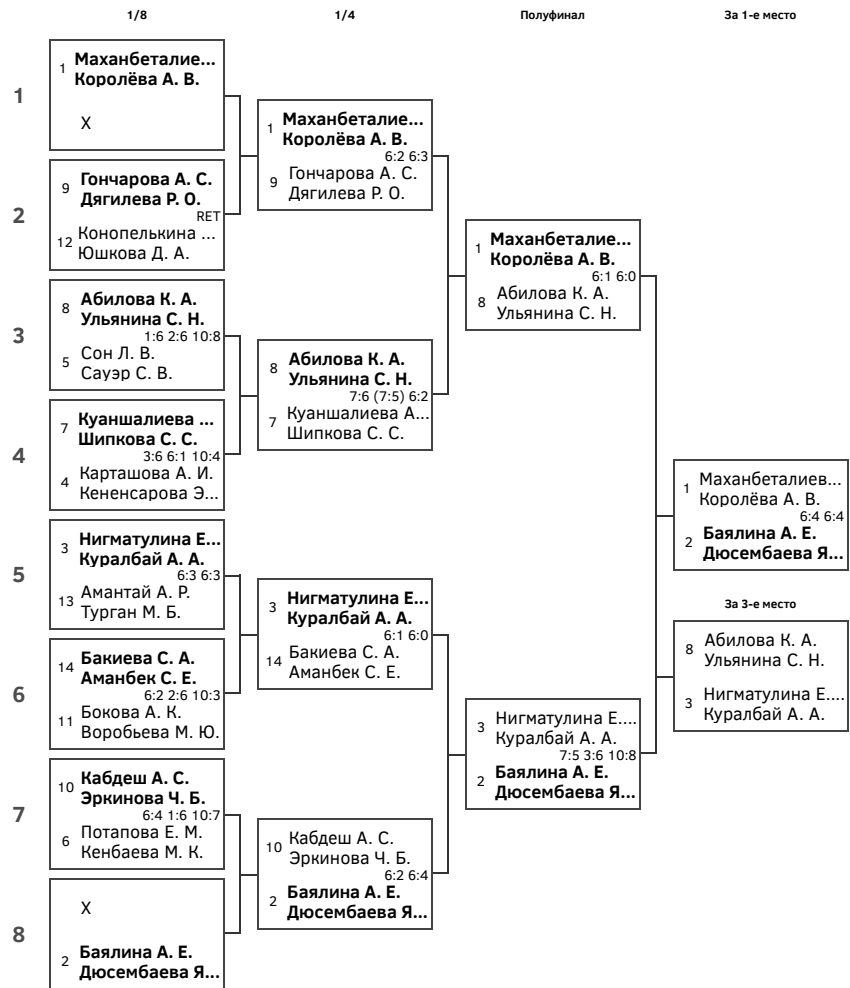 1/8
1/4
Полуфинал
За 1-е место
1
1
Маханбеталие...
Королёва А. В.
X
2
9
Гончарова А. С.
Дягилева Р. О.
RET
12
Конопелькина ...
Юшкова Д. А.
3
8
Абилова К. А.
Ульянина С. Н.
1:6 2:6 10:8
5
Сон Л. В.
Сауэр С. В.
4
7
Куаншалиева ...
Шипкова С. С.
3:6 6:1 10:4
4
Карташова А. И.
Кененсарова Э...
5
3
Нигматулина Е...
Куралбай А. А.
6:3 6:3
13
Амантай А. Р.
Турган М. Б.
6
14
Бакиева С. А.
Аманбек С. Е.
6:2 2:6 10:3
11
Бокова А. К.
Воробьева М. Ю.
7
10
Кабдеш А. С.
Эркинова Ч. Б.
6:4 1:6 10:7
6
Потапова Е. М.
Кенбаева М. К.
8
X
2
Баялина А. Е.
Дюсембаева Я...
1
Маханбеталие...
Королёва А. В.
6:2 6:3
9
Гончарова А. С.
Дягилева Р. О.
8
Абилова К. А.
Ульянина С. Н.
7:6 (7:5) 6:2
7
Куаншалиева А...
Шипкова С. С.
3
Нигматулина Е...
Куралбай А. А.
6:1 6:0
14
Бакиева С. А.
Аманбек С. Е.
10
Кабдеш А. С.
Эркинова Ч. Б.
6:2 6:4
2
Баялина А. Е.
Дюсембаева Я...
1
Маханбеталие...
Королёва А. В.
6:1 6:0
8
Абилова К. А.
Ульянина С. Н.
3
Нигматулина Е....
Куралбай А. А.
7:5 3:6 10:8
2
Баялина А. Е.
Дюсембаева Я...
1
Маханбеталиев...
Королёва А. В.
6:4 6:4
2
Баялина А. Е.
Дюсембаева Я...
За 3-е место
8
Абилова К. А.
Ульянина С. Н.
3
Нигматулина Е....
Куралбай А. А.